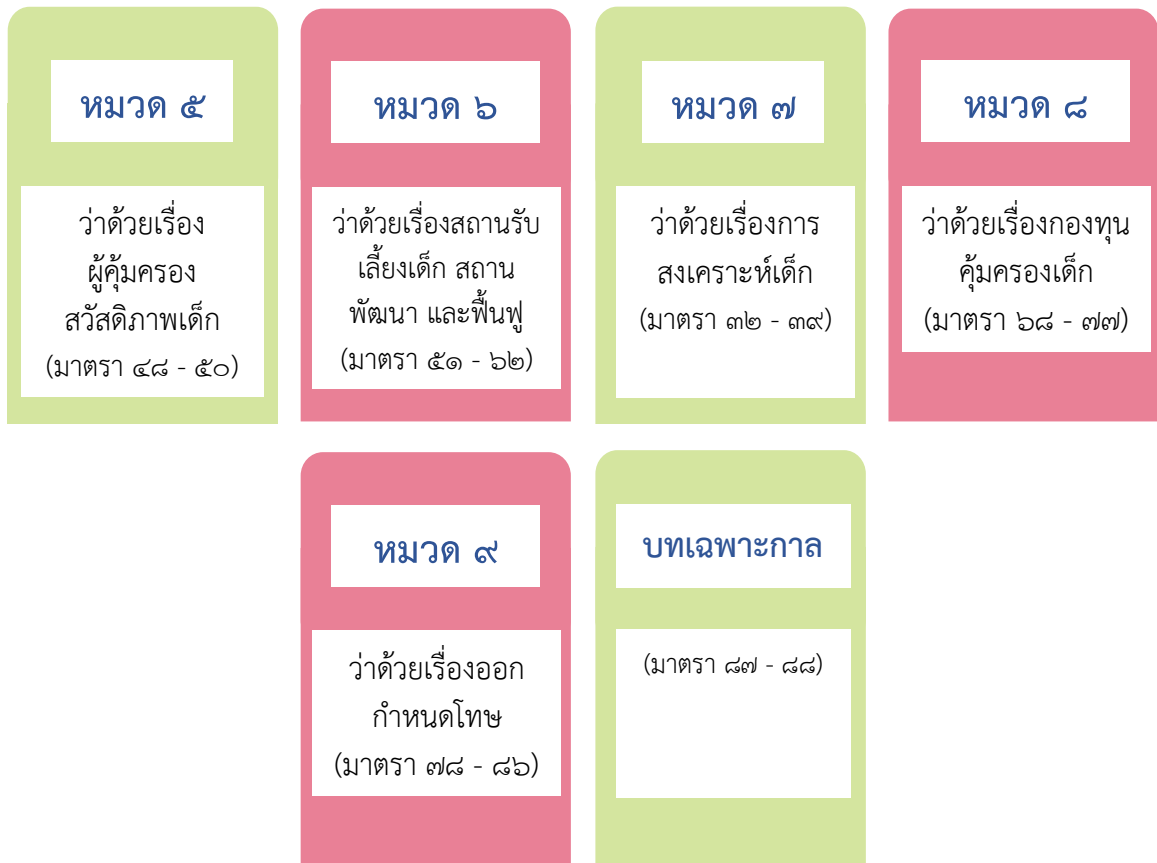 หมวด ๕
ว่าด้วยเรื่อง
ผู้คุ้มครอง
สวัสดิภาพเด็ก
(มาตรา ๔๘ - ๕๐)
หมวด ๖
ว่าด้วยเรื่องสถานรับ
เลี้ยงเด็ก สถาน
พัฒนา และฟื้นฟู
(มาตรา ๕๑ - ๖๒)
หมวด ๗
ว่าด้วยเรื่องการ
สงเคราะห์เด็ก
(มาตรา ๓๒ - ๓๙)
หมวด ๘
ว่าด้วยเรื่องกองทุน
คุ้มครองเด็ก
(มาตรา ๖๘ - ๗๗)
หมวด ๙
ว่าด้วยเรื่องออก
กำหนดโทษ
(มาตรา ๗๘ - ๘๖)
บทเฉพาะกาล
(มาตรา ๘๗ - ๘๘)